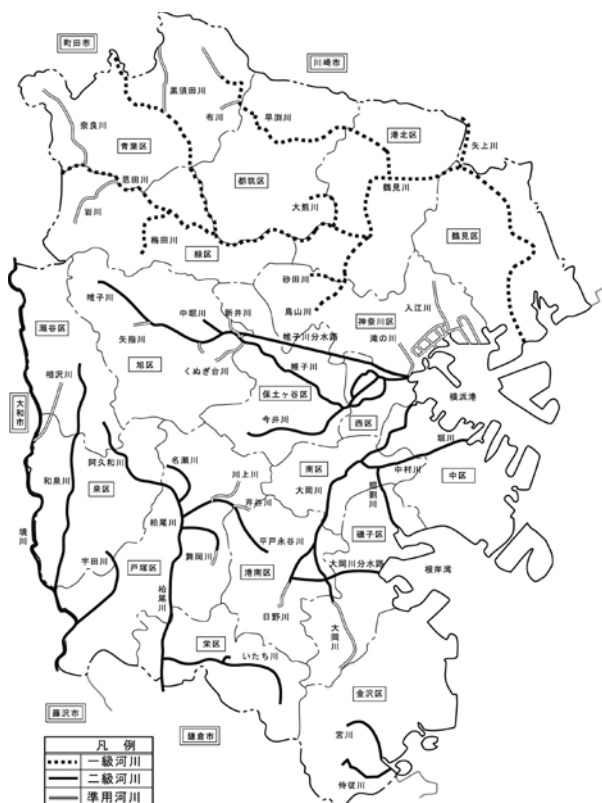 町田市
川崎市
黒須田川
布川
早渕川
奈良川
青葉区
港北区
矢上川
恩田川
都筑区
鶴見川
岩川
大熊川
梅田川
緑区
鶴見区
砂田川
鳥山川
入江川
神奈川区
滝の川
帷子川
中堀川
新井川
帷子川分水路
瀬谷区
矢指川
旭区
くぬぎ台川
帷子川
保土ヶ谷区
横浜港
相沢川
大和市
今井川
西区
堀川
名瀬川
南区
中区
阿久和川
川上川
大岡川
中村川
堀割川
和泉川
泉区
芹谷川
柏尾川
平戸永谷川
磯子区
境川
宇田川
戸塚区
舞岡川
港南区
大岡川分水路
根岸湾
柏尾川
日野川
大岡川
栄区
いたち川
金沢区
藤沢市
鎌倉市
宮川
侍従川
凡 例
一級河川
二級河川
準用河川